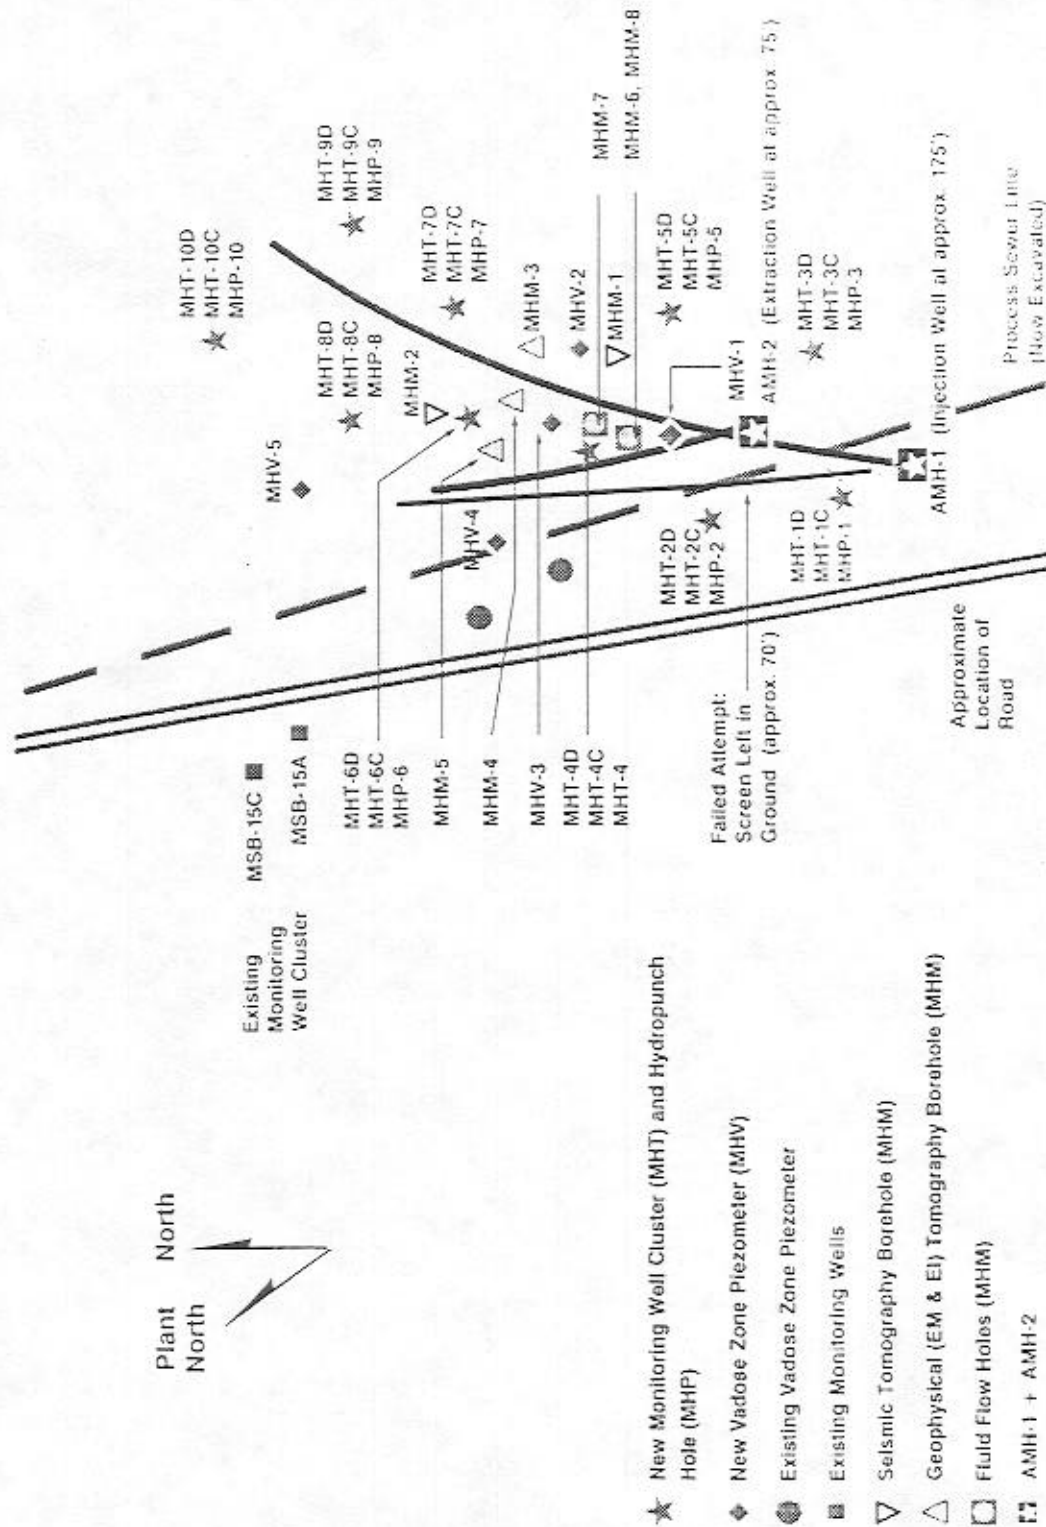 MHT-10D
MHT-10C
MHP-10
MHT-9D
MHT-9C
MHP-9
MHV-5
MHT-8D
MHT-8C
MHP-8
MHT-7D
MHT-7C
MHP-7
MHM-2
MHM-3
MHV-2
MHM-7
MHM-6, MHM-8
MHV-4
MHM-1
MHT-5D
MHT-5C
MHP-5
MHV-1
AMH-2 (Extraction Well at approx. 75')
MHT-3D
MHT-3C
MHP-3
MHT-2D
MHT-2C
MHP-2
MHT-1D
MHT-1C
MHP-1
AMH-1 (Injection Well at approx. 175')
Process Sewer Line
(Now Excavated)
Existing
Monitoring
Well Cluster
MSB-15C
MSB-15A
MHT-6D
MHT-6C
MHP-6
MHM-5
MHM-4
MHV-3
MHT-4D
MHT-4C
MHT-4
Failed Attempt:
Screen Left in
Ground (approx. 70')
Approximate
Location of
Road
Plant
North
North
New Monitoring Well Cluster (MHT) and Hydropunch
Hole (MHP)
New Vadose Zone Piezometer (MHV)
Existing Vadose Zone Piezometer
Existing Monitoring Wells
Seismic Tomography Borehole (MHM)
Geophysical (EM & EI) Tomography Borehole (MHM)
Fluid Flow Holes (MHM)
AMH-1 + AMH-2